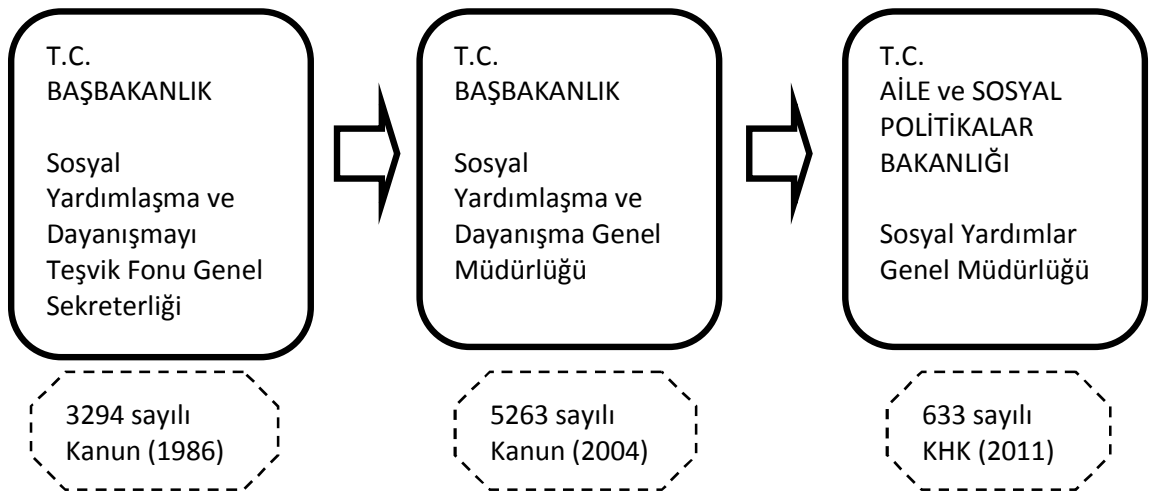 T.C.
BAŞBAKANLIK
Sosyal
Yardımlaşma ve
Dayanışmayı
Teşvik Fonu Genel
Sekreterliği
3294 sayılı
Kanun (1986)
T.C.
BAŞBAKANLIK
Sosyal
Yardımlaşma ve
Dayanışma Genel
Müdürlüğü
5263 sayılı
Kanun (2004)
T.C.
AİLE ve SOSYAL
POLİTİKALAR
BAKANLIĞI
Sosyal Yardımlar
Genel Müdürlüğü
633 sayılı
KHK (2011)